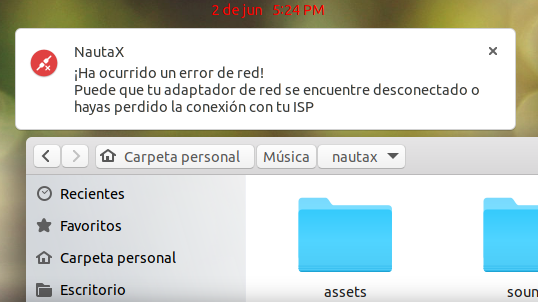 2 de jun 5:24 PM
NautaX
¡Ha ocurrido un error de red!
Puede que tu adaptador de red se encuentre desconectado o
hayas perdido la conexión con tu ISP
Carpeta personal Música nautax
Recientes
Favoritos
Carpeta personal
Escritorio
assets soun